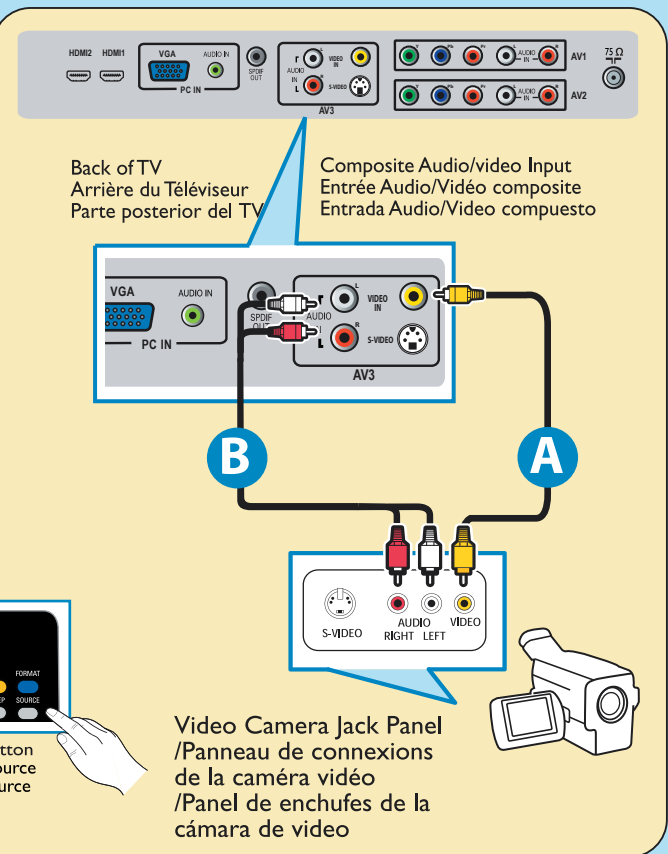 HDMI2 HDMI1
VGA
AUDIO IN
PC IN
SPDIF
OUT
L
AUDIO
IN
R
VIDEO
IN
S-VIDEO
AV3
Y Pb Pr L AUDIO IN R AV1
Y Pb Pr L AUDIO IN R AV2
75 Ω
Back of TV
Arrière du Téléviseur
Parte posterior del TV
Composite Audio/video Input
Entrée Audio/Vidéo composite
Entrada Audio/Video compuesto
VGA
AUDIO IN
PC IN
SPDIF
OUT
L
AUDIO
R
VIDEO
IN
S-VIDEO
AV3
B
A
S-VIDEO
AUDIO
RIGHT LEFT
VIDEO
FORMAT
SOURCE
Video Camera Jack Panel
/Panneau de connexions
de la caméra vidéo
/Panel de enchufes de la
cámara de video